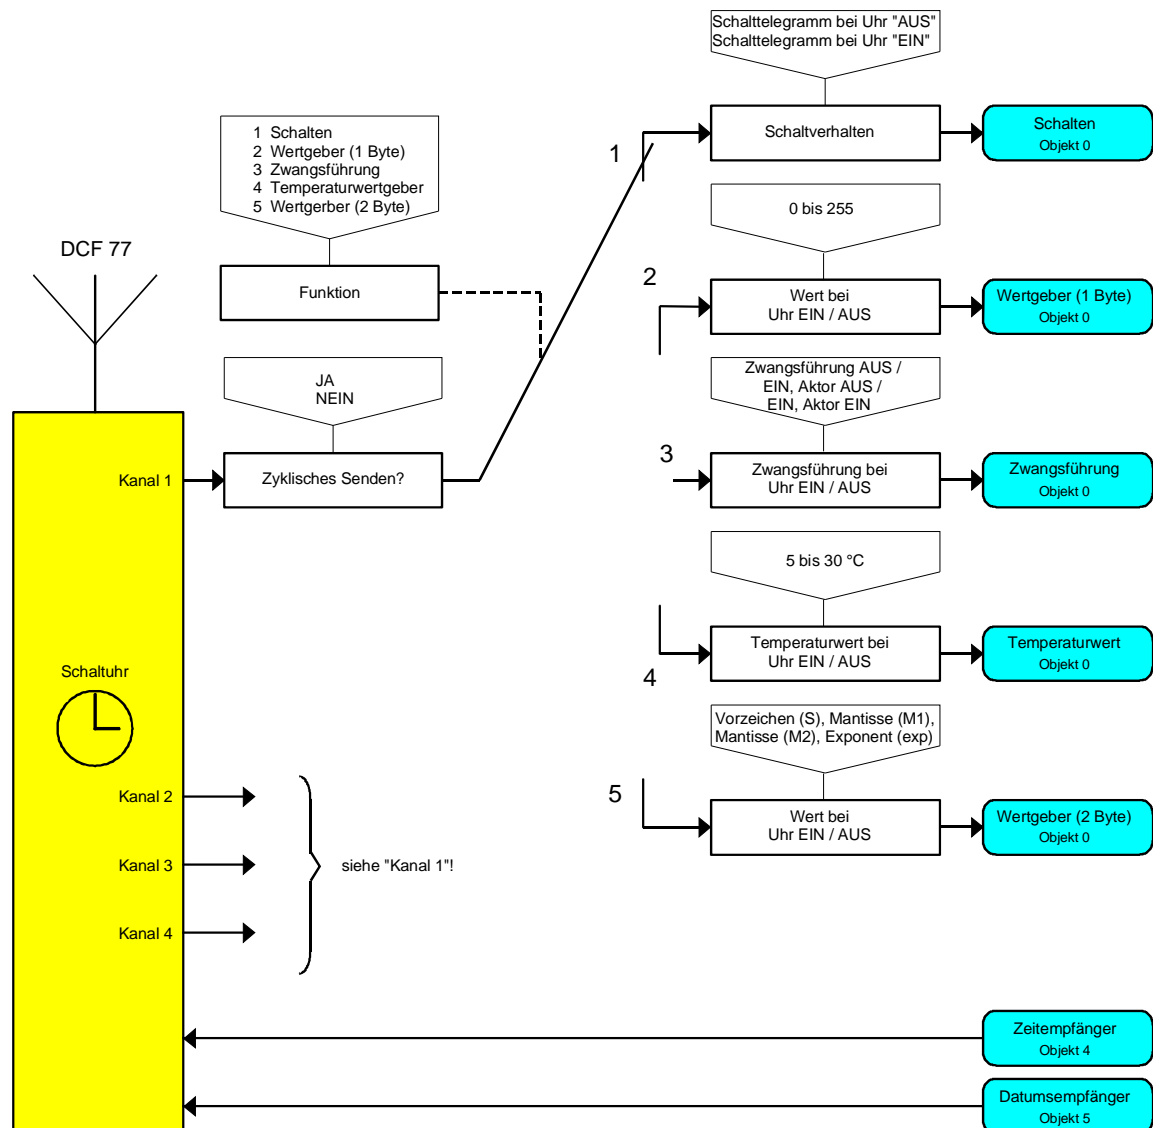 Schalttelegramm bei Uhr "AUS"
Schalttelegramm bei Uhr "EIN"
1 Schalten
2 Wertgeber (1 Byte)
3 Zwangsführung
4 Temperaturwertgeber
5 Wertgerber (2 Byte)
1
Schaltverhalten
Schalten
Objekt 0
0 bis 255
DCF 77
Funktion
2
Wert bei
Uhr EIN / AUS
Wertgeber (1 Byte)
Objekt 0
JA
NEIN
Zwangsführung AUS /
EIN, Aktor AUS /
EIN, Aktor EIN
Kanal 1
Zyklisches Senden?
3
Zwangsführung bei
Uhr EIN / AUS
Zwangsführung
Objekt 0
5 bis 30 °C
Schaltuhr
4
Temperaturwert bei
Uhr EIN / AUS
Temperaturwert
Objekt 0
Vorzeichen (S), Mantisse (M1),
Mantisse (M2), Exponent (exp)
Kanal 2
5
Wert bei
Uhr EIN / AUS
Wertgeber (2 Byte)
Objekt 0
Kanal 3
siehe "Kanal 1"!
Kanal 4
Zeitempfänger
Objekt 4
Datumsempfänger
Objekt 5